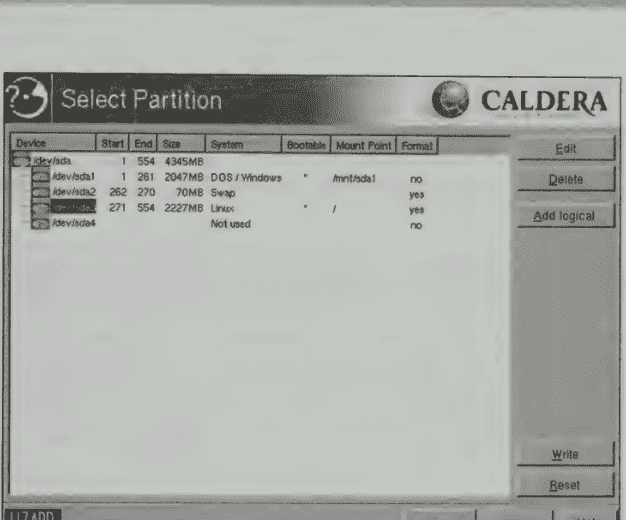 Select Partition
CALDERA
Device Start End Size System Bootable Mount Point Format
/dev/sda 1 554 4345MB
/dev/sda1 1 261 2047MB DOS / Windows * /mnt/sda1 no
/dev/sda2 262 270 70MB Swap yes
271 554 2227MB Linux * / yes
/dev/sda4 Not used no
Edit
Delete
Add logical
Write
Reset
LIZARD